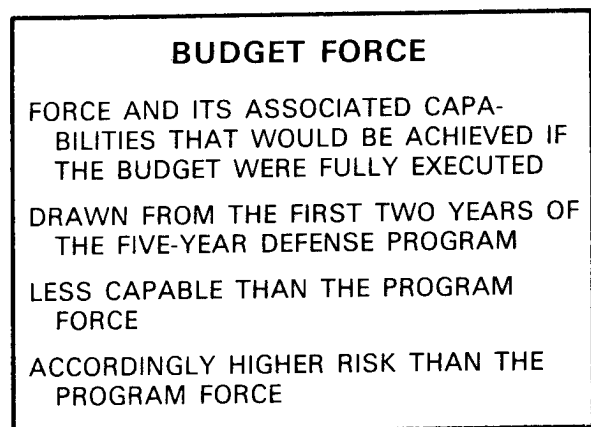 BUDGET FORCE
FORCE AND ITS ASSOCIATED CAPA-
BILITIES THAT WOULD BE ACHIEVED IF
THE BUDGET WERE FULLY EXECUTED
DRAWN FROM THE FIRST TWO YEARS OF
THE FIVE-YEAR DEFENSE PROGRAM
LESS CAPABLE THAN THE PROGRAM
FORCE
ACCORDINGLY HIGHER RISK THAN THE
PROGRAM FORCE